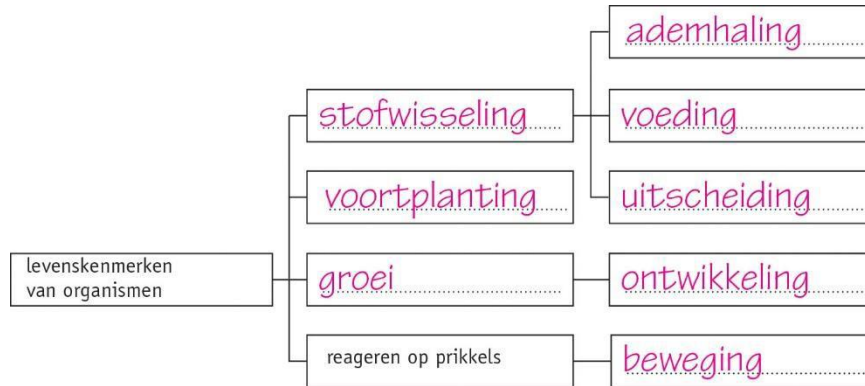 ademhaling
stofwisseling
voeding
voortplanting
uitscheiding
levenskenmerken
van organismen
groei
ontwikkeling
reageren op prikkels
beweging